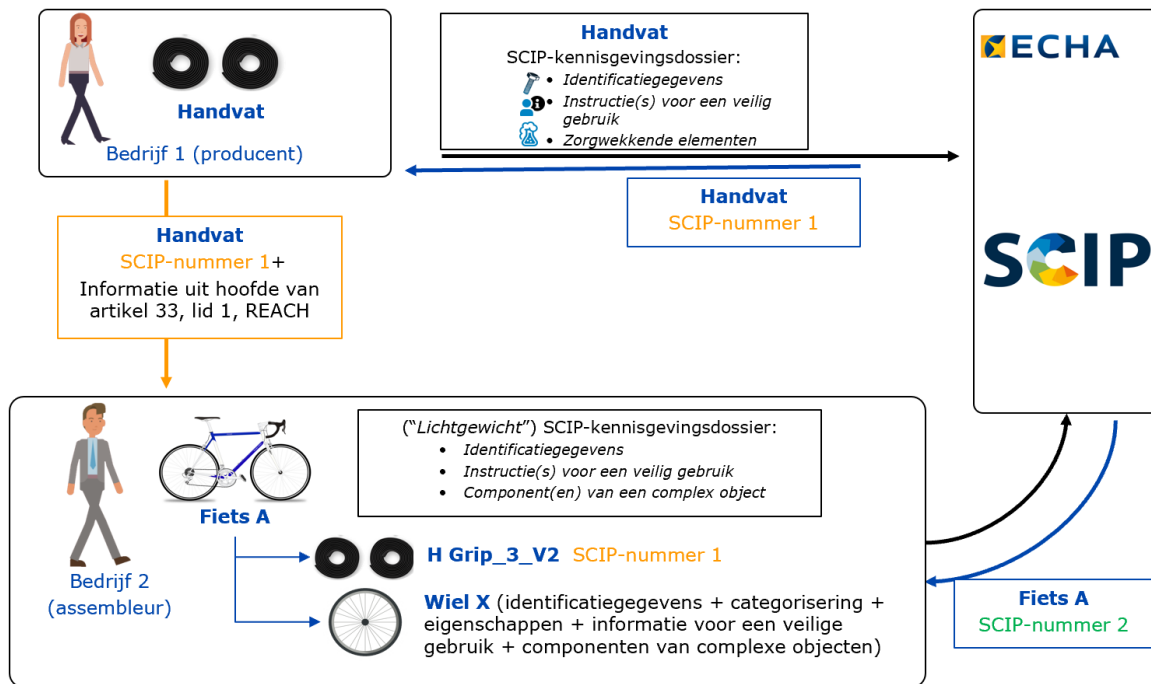 Handvat
Bedrijf 1 (producent)
Handvat
SCIP-kennisgevingsdossier:
• Identificatiegegevens
• Instructie(s) voor een veilig
gebruik
• Zorgwekkende elementen
ECHA
Handvat
SCIP-nummer 1
SCIP
Handvat
SCIP-nummer 1+
Informatie uit hoofde van
artikel 33, lid 1, REACH
("Lichtgewicht") SCIP-kennisgevingsdossier:
• Identificatiegegevens
• Instructie(s) voor een veilig gebruik
• Component(en) van een complex object
Fiets A
Bedrijf 2
(assembleur)
H Grip_3_V2 SCIP-nummer 1
Wiel X (identificatiegegevens + categorisering +
eigenschappen + informatie voor een veilige
gebruik + componenten van complexe objecten)
Fiets A
SCIP-nummer 2